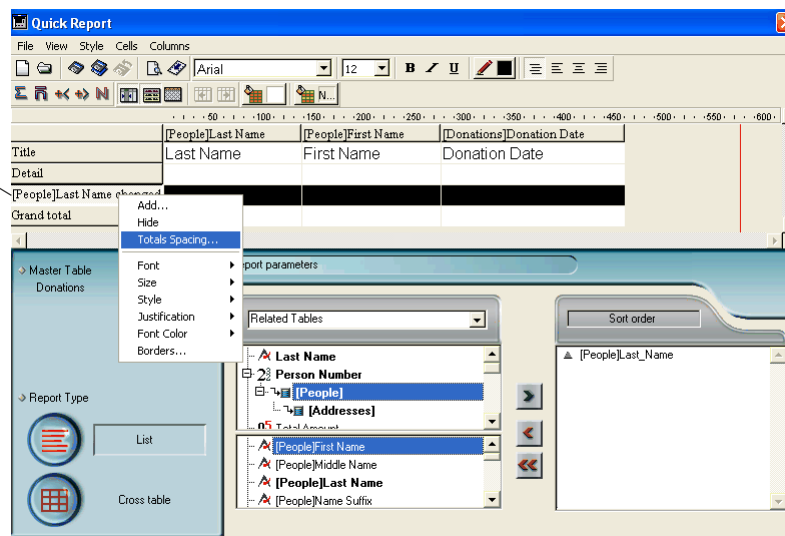 Quick Report
File View Style Cells Columns
Arial 12 B I U
N N...
50 100 150 200 250 300 350 400 450 500 550 600
[People]Last Name [People]First Name [Donations]Donation Date
Title Last Name First Name Donation Date
Detail
[People]Last Name changed
Grand total
Add...
Hide
Totals Spacing...
Font
Size
Style
Justification
Font Color
Borders...
Master Table
Donations
Report Type
List
Cross table
port parameters
Related Tables
Last Name
Person Number
[People]
[Addresses]
Total Amount
[People]First Name
[People]Middle Name
[People]Last Name
[People]Name Suffix
Sort order
[People]Last_Name